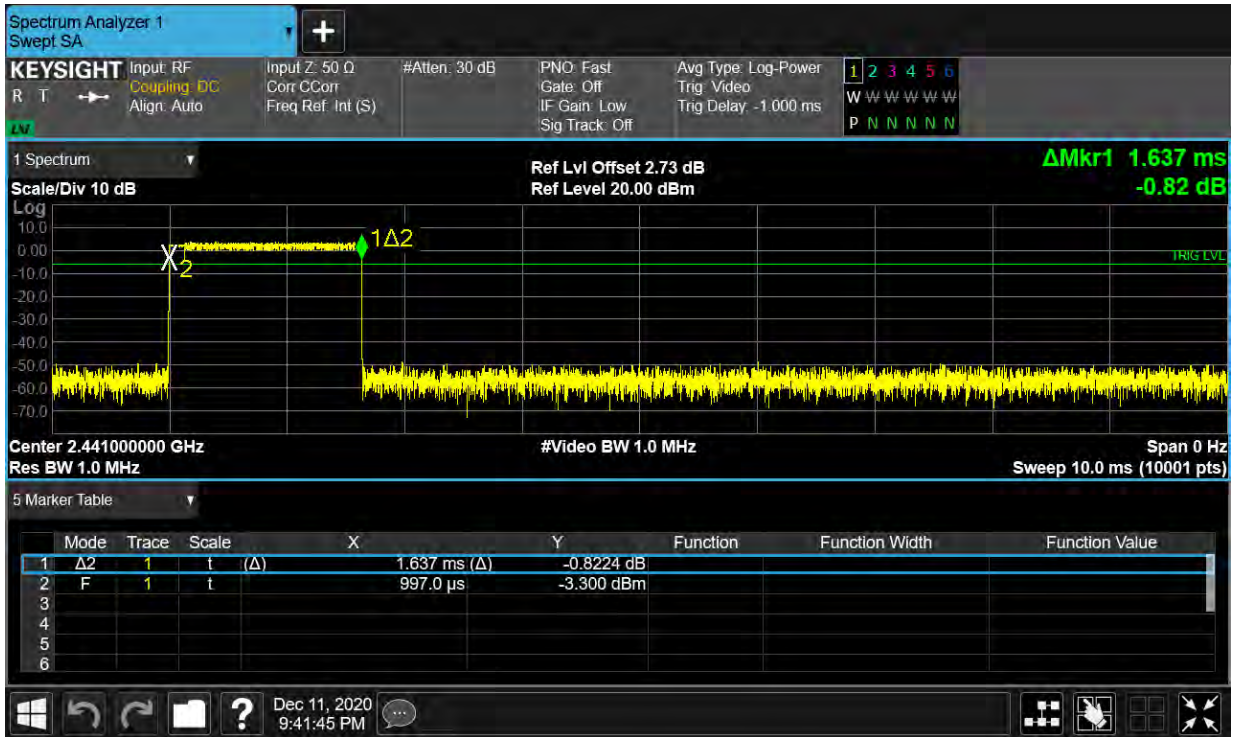 Spectrum Analyzer 1
Swept SA
+
KEYSIGHT Input: RF Input Z: 50 Ω #Atten: 30 dB PNO: Fast Avg Type: Log-Power 1 2 3 4 5 6
R T Coupling: DC Corr CCorr Gate: Off Trig: Video W W W W W W
Align: Auto Freq Ref: Int (S) IF Gain: Low Trig Delay: -1.000 ms
Sig Track: Off P N N N N N
1 Spectrum Ref Lvl Offset 2.73 dB ΔMkr1 1.637 ms
Scale/Div 10 dB Ref Level 20.00 dBm -0.82 dB
Log
10.0
1Δ2
0.00
TRIG LVL
X
2
-10.0
-20.0
-30.0
-40.0
-50.0
-60.0
-70.0
Center 2.441000000 GHz #Video BW 1.0 MHz Span 0 Hz
Res BW 1.0 MHz Sweep 10.0 ms (10001 pts)
5 Marker Table
Mode Trace Scale X Y Function Function Width Function Value
1 Δ2 1 t (Δ) 1.637 ms (Δ) -0.8224 dB
2 F 1 t 997.0 µs -3.300 dBm
3
4
5
6
? Dec 11, 2020
9:41:45 PM